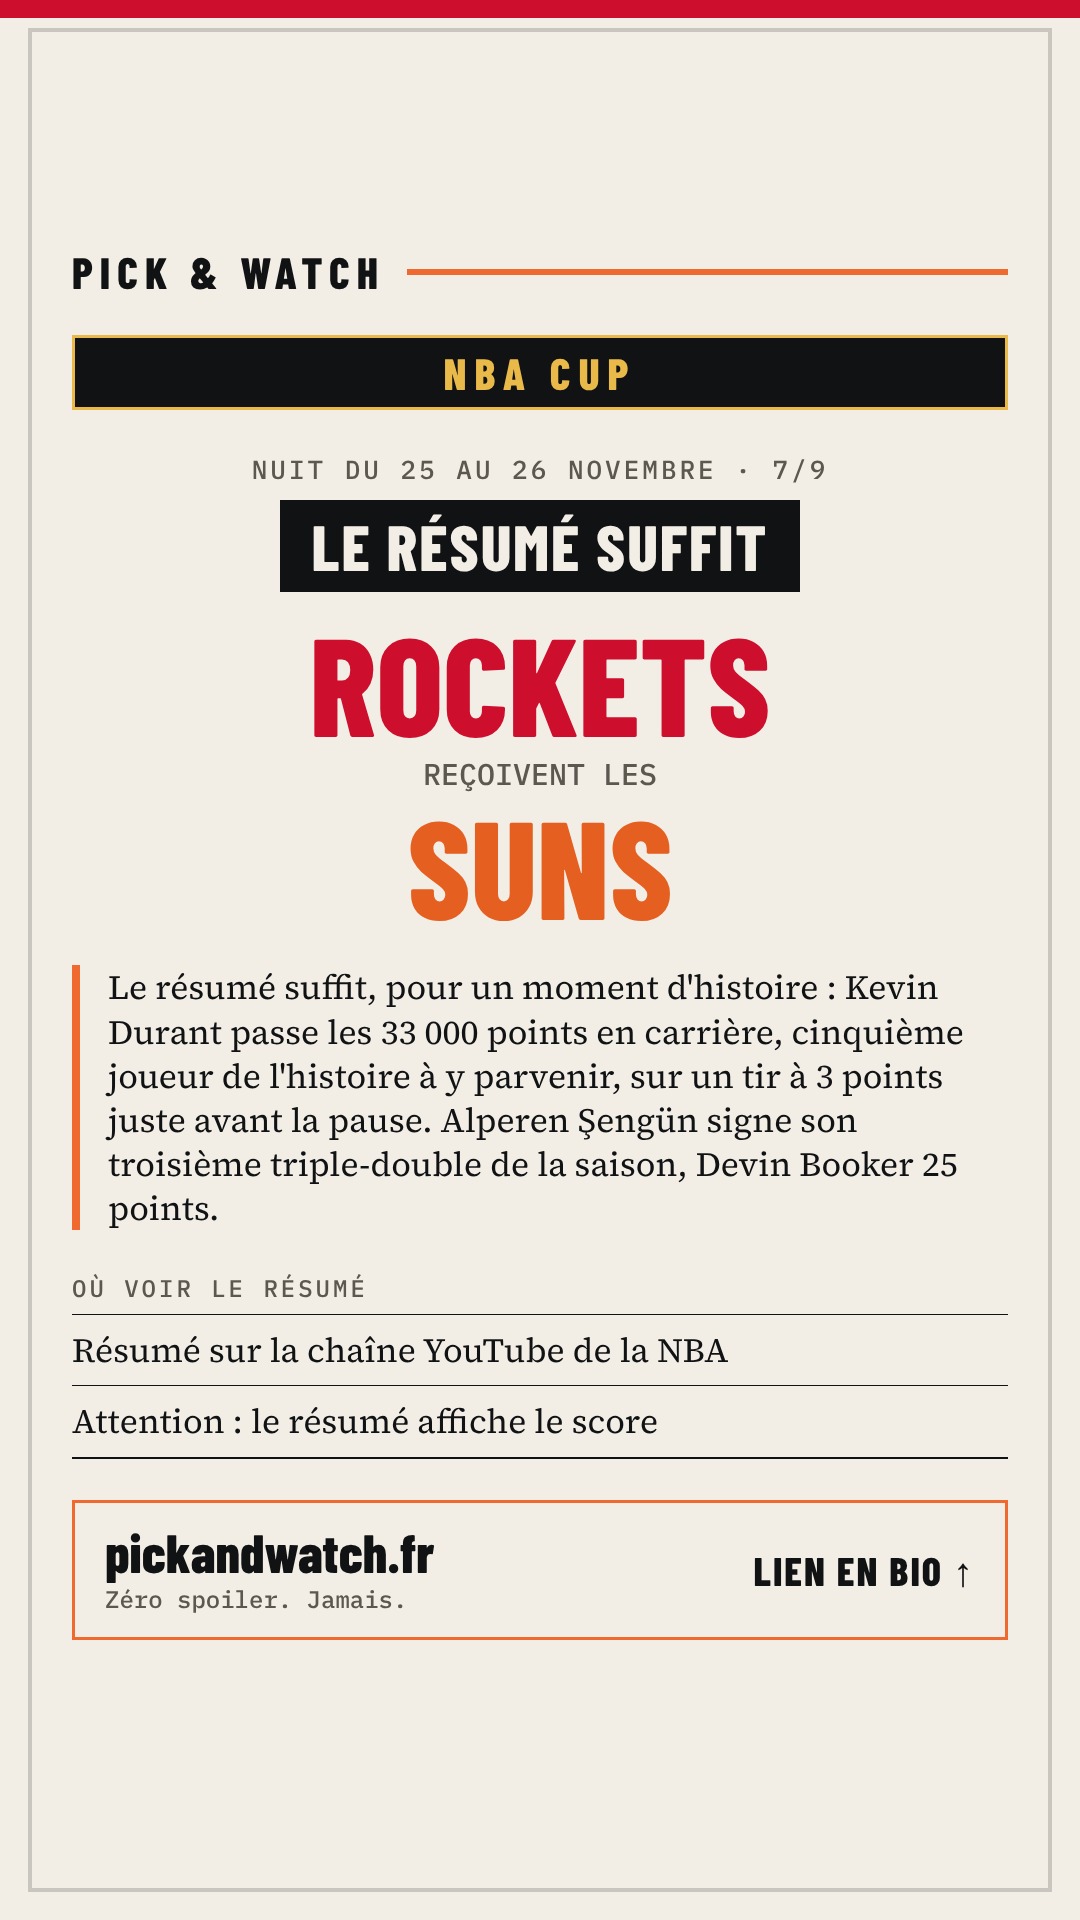 PICK & WATCH
NBA CUP
NUIT DU 25 AU 26 NOVEMBRE · 7/9
LE RÉSUMÉ SUFFIT
ROCKETS
REÇOIVENT LES
SUNS
Le résumé suffit, pour un moment d'histoire : Kevin
Durant passe les 33 000 points en carrière, cinquième
joueur de l'histoire à y parvenir, sur un tir à 3 points
juste avant la pause. Alperen Şengün signe son
troisième triple-double de la saison, Devin Booker 25
points.
OÙ VOIR LE RÉSUMÉ
Résumé sur la chaîne YouTube de la NBA
Attention : le résumé affiche le score
pickandwatch.fr
LIEN EN BIO ↑
Zéro spoiler. Jamais.